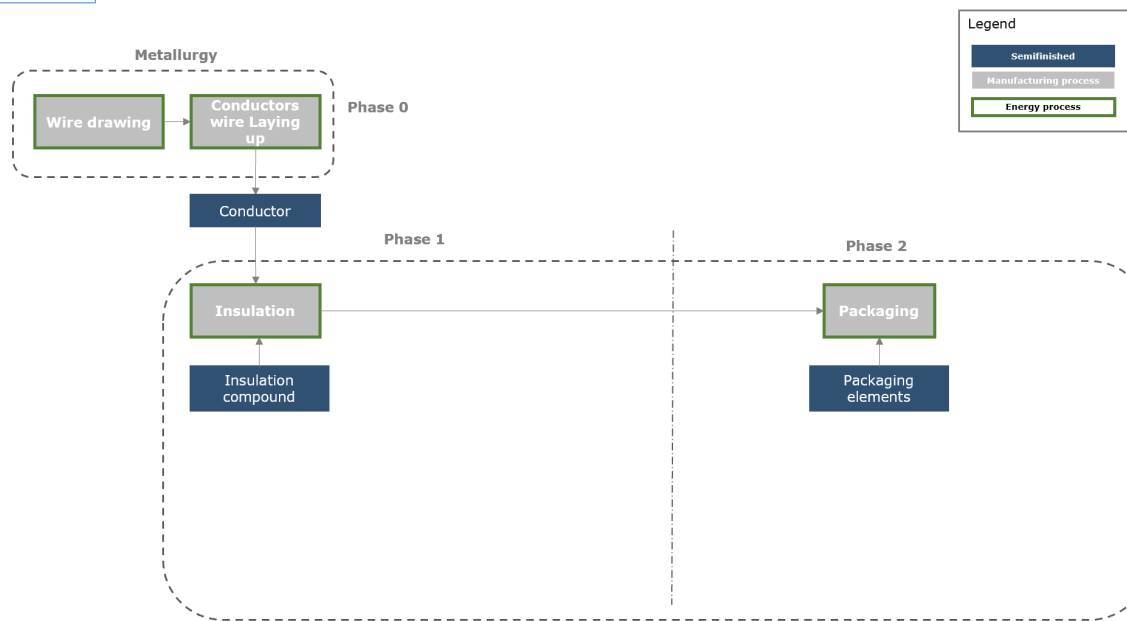 Legend
Semifinished
Manufacturing process
Energy process
Metallurgy
Phase 0
Wire drawing
Conductors
wire Laying
up
Conductor
Phase 1
Phase 2
Insulation
Packaging
Insulation
compound
Packaging
elements